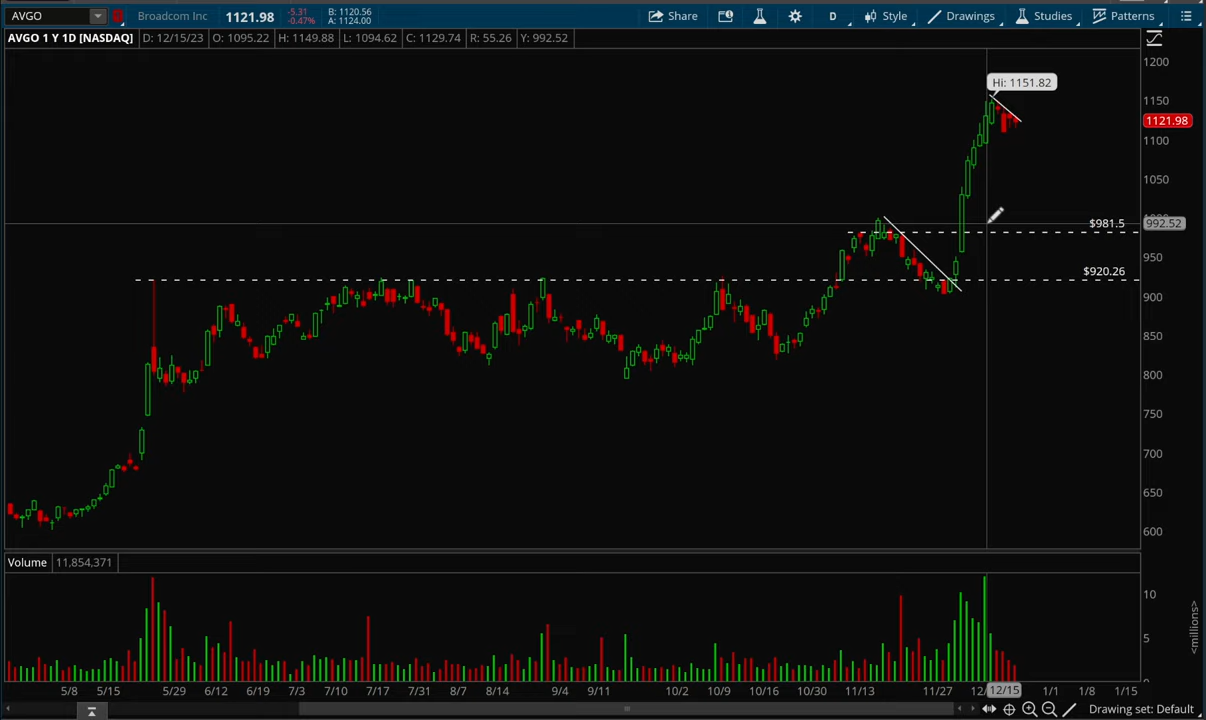 AVGO Broadcom Inc 1121.98 -5.31 -0.47% B: 1120.56 A: 1124.00 Share D Style Drawings Studies Patterns
AVGO 1 Y 1D [NASDAQ] D: 12/15/23 O: 1095.22 H: 1149.88 L: 1094.62 C: 1129.74 R: 55.26 Y: 992.52
1200
Hi: 1151.82
1150
1121.98
1100
1050
$981.5 992.52
950
$920.26
900
850
800
750
700
650
600
Volume 11,854,371
10
5
<millions>
5/8 5/15 5/29 6/12 6/19 7/3 7/10 7/17 7/31 8/7 8/14 9/4 9/11 10/2 10/9 10/16 10/30 11/13 11/27 12/15 1/1 1/8 1/15
Drawing set: Default